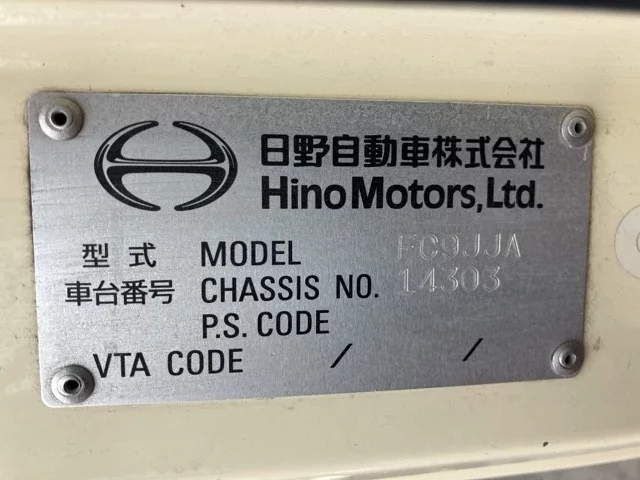 日野自動車株式会社
Hino Motors, Ltd.
型式 MODEL FC9JJA
車台番号 CHASSIS NO. 14303
P.S. CODE
VTA CODE / /